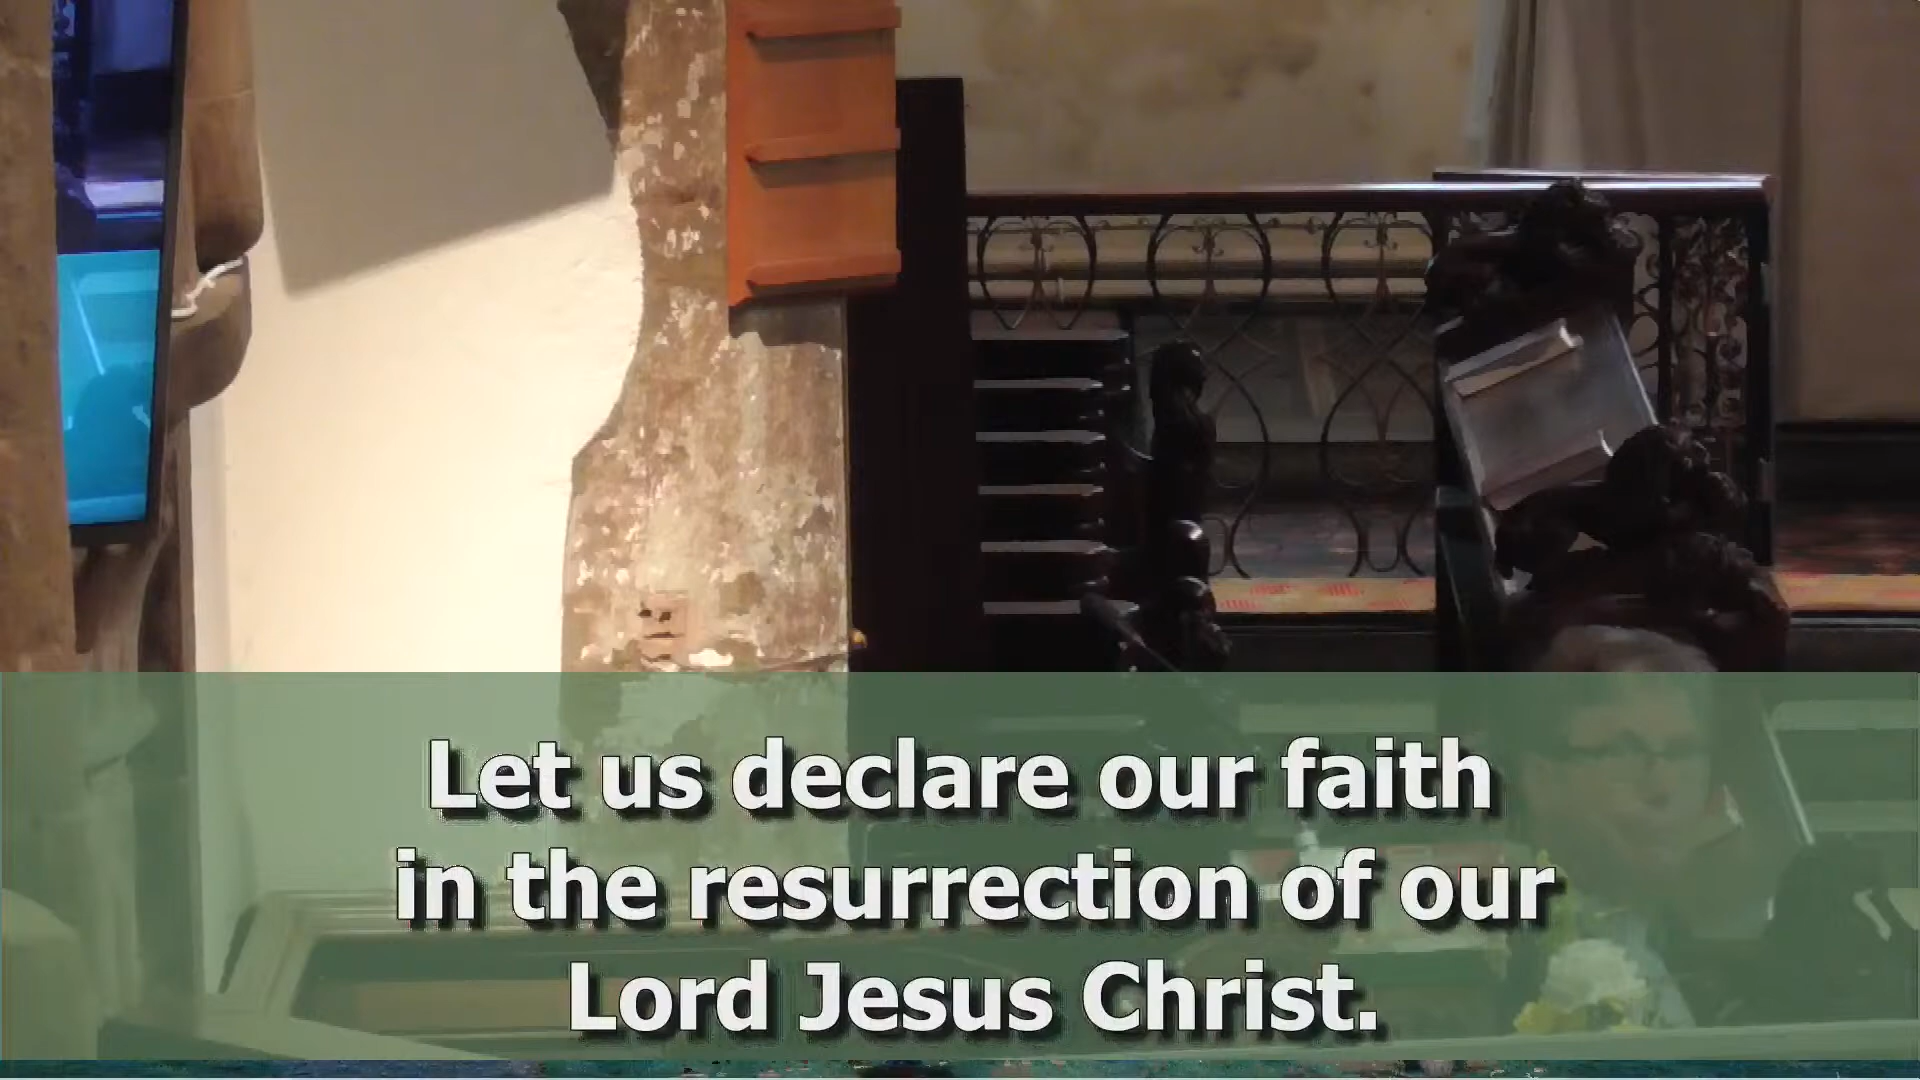 Let us declare our faith
in the resurrection of our
Lord Jesus Christ.